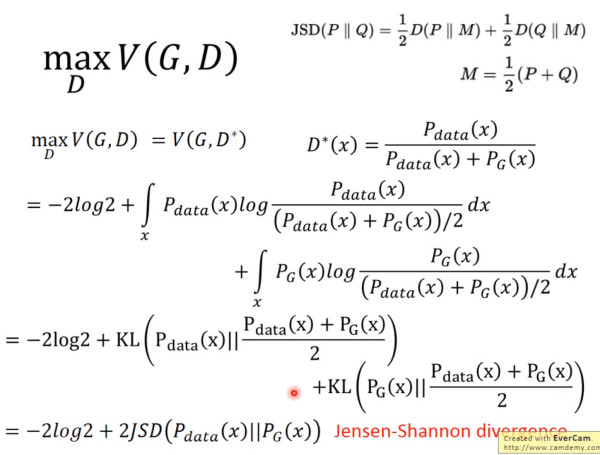 max V(G, D)
D
JSD(P ∥ Q) = 1/2 D(P ∥ M) + 1/2 D(Q ∥ M)
M = 1/2 (P + Q)
max V(G, D) = V(G, D*)
D
D*(x) = P_data(x) / (P_data(x) + P_G(x))
= −2log2 + ∫_x P_data(x)log P_data(x) / ((P_data(x) + P_G(x))/2) dx
+ ∫_x P_G(x)log P_G(x) / ((P_data(x) + P_G(x))/2) dx
= −2log2 + KL(P_data(x)||(P_data(x) + P_G(x))/2)
+KL(P_G(x)||(P_data(x) + P_G(x))/2)
= −2log2 + 2JSD(P_data(x)||P_G(x)) Jensen-Shannon divergence
Created with EverCam.
http://www.camdemy.com